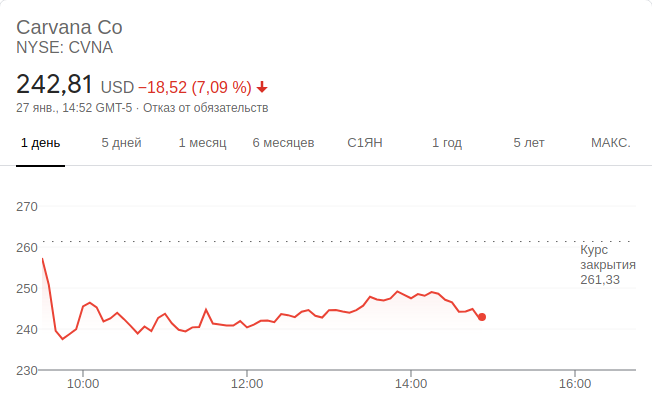 Carvana Co
NYSE: CVNA
242,81 USD −18,52 (7,09 %)
27 янв., 14:52 GMT-5 · Отказ от обязательств
1 день 5 дней 1 месяц 6 месяцев С1ЯН 1 год 5 лет МАКС.
270
260
250
240
230
Курс
закрытия
261,33
10:00 12:00 14:00 16:00